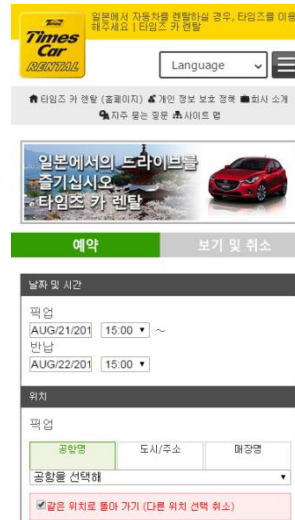 Times
Car
RENTAL
일본에서 자동차를 렌탈하실 경우, 타임즈를 이용
해주세요 | 타임즈 카 렌탈
Language
타임즈 카 렌탈 (홈페이지) 개인 정보 보호 정책 회사 소개
자주 묻는 질문 사이트 맵
일본에서의 드라이브를
즐기십시오
타임즈 카 렌탈
예약 보기 및 취소
날짜 및 시간
픽업
AUG/21/201 15:00 ~
반납
AUG/22/201 15:00
위치
픽업
공항명 도시/주소 매장명
공항을 선택해
같은 위치로 돌아 가기 (다른 위치 선택 취소)